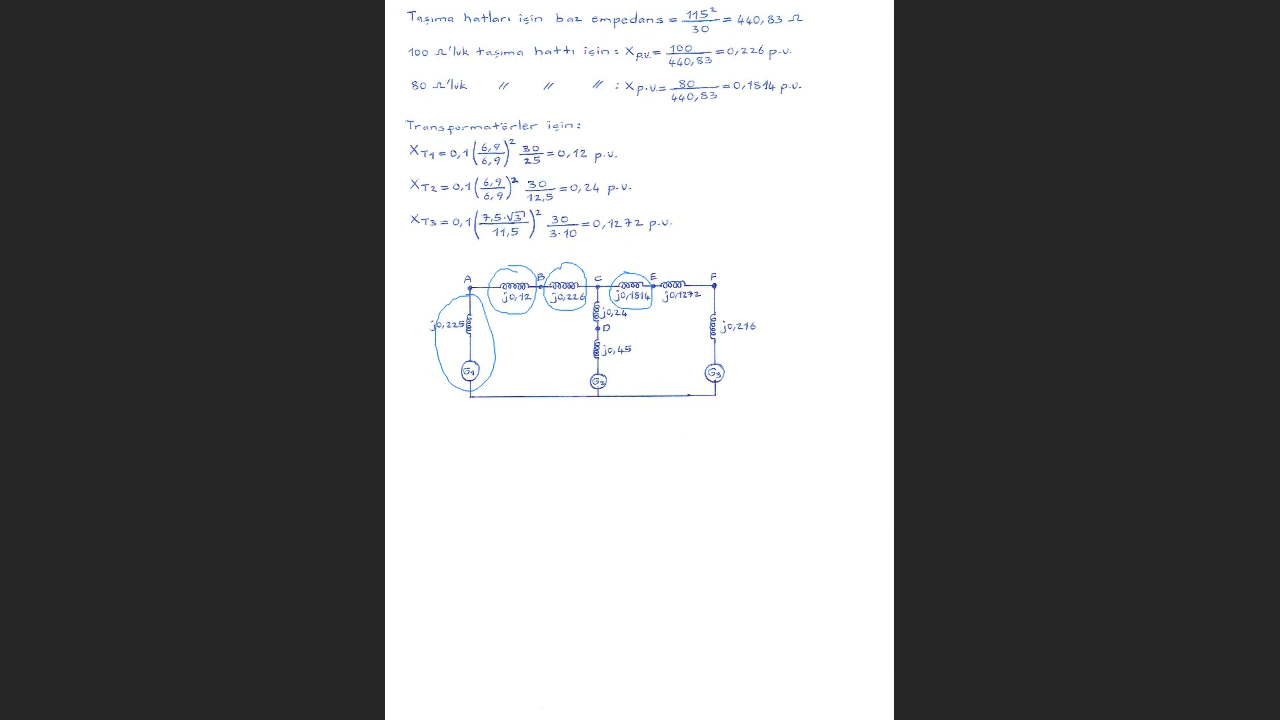 Taşıma hatları için baz empedans = 115² / 30 = 440,83 Ω
100 Ω'luk taşıma hattı için : Xp.u. = 100 / 440,83 = 0,226 p.u.
80 Ω'luk " " " : Xp.u. = 80 / 440,83 = 0,1814 p.u.
Transformatörler için :
XT1 = 0,1 (6,9 / 6,9)² 30 / 25 = 0,12 p.u.
XT2 = 0,1 (6,9 / 6,9)² 30 / 12,5 = 0,24 p.u.
XT3 = 0,1 (7,5·√3 / 11,5)² 30 / 3·10 = 0,1272 p.u.
A B C E F
j0,12 j0,226 j0,1814 j0,1272
j0,24
j0,225 D j0,216
j0,45
G1 G2 G3